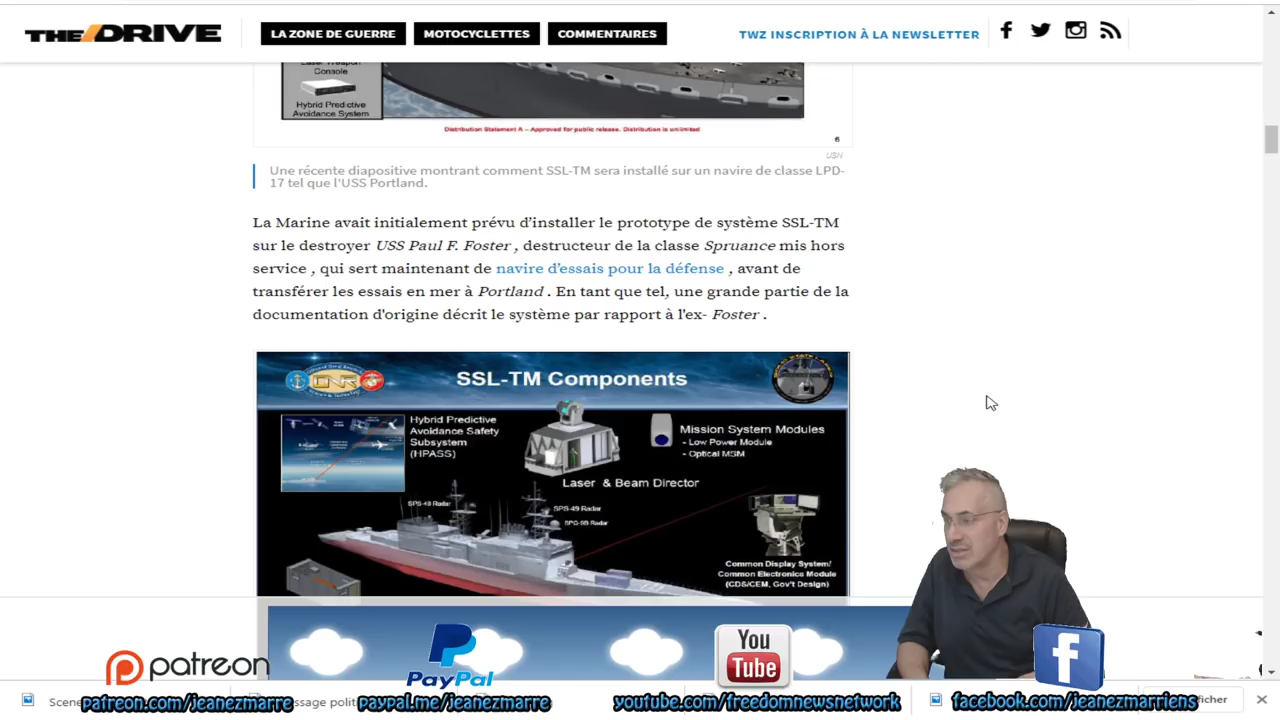 THE/DRIVE
LA ZONE DE GUERRE
MOTOCYCLETTES
COMMENTAIRES
TWZ INSCRIPTION À LA NEWSLETTER
Laser Weapon
Console
Hybrid Predictive
Avoidance System
Distribution Statement A – Approved for public release. Distribution is unlimited
6
USN
Une récente diapositive montrant comment SSL-TM sera installé sur un navire de classe LPD-
17 tel que l'USS Portland.
La Marine avait initialement prévu d’installer le prototype de système SSL-TM
sur le destroyer USS Paul F. Foster , destructeur de la classe Spruance mis hors
service , qui sert maintenant de navire d’essais pour la défense , avant de
transférer les essais en mer à Portland . En tant que tel, une grande partie de la
documentation d'origine décrit le système par rapport à l'ex- Foster .
SSL-TM Components
Hybrid Predictive
Avoidance Safety
Subsystem
(HPASS)
Mission System Modules
- Low Power Module
- Optical MSM
Laser & Beam Director
SPS-48 Radar
SPS-49 Radar
SPG-9B Radar
Common Display System/
Common Electronics Module
(CDS/CEM, Gov't Design)
patreon
PayPal
You
Tube
f
Scene
ssage polit
ficher
patreon.com/jeanezmarre
paypal.me/jeanezmarre
youtube.com/freedomnewsnetwork
facebook.com/jeanezmarriens